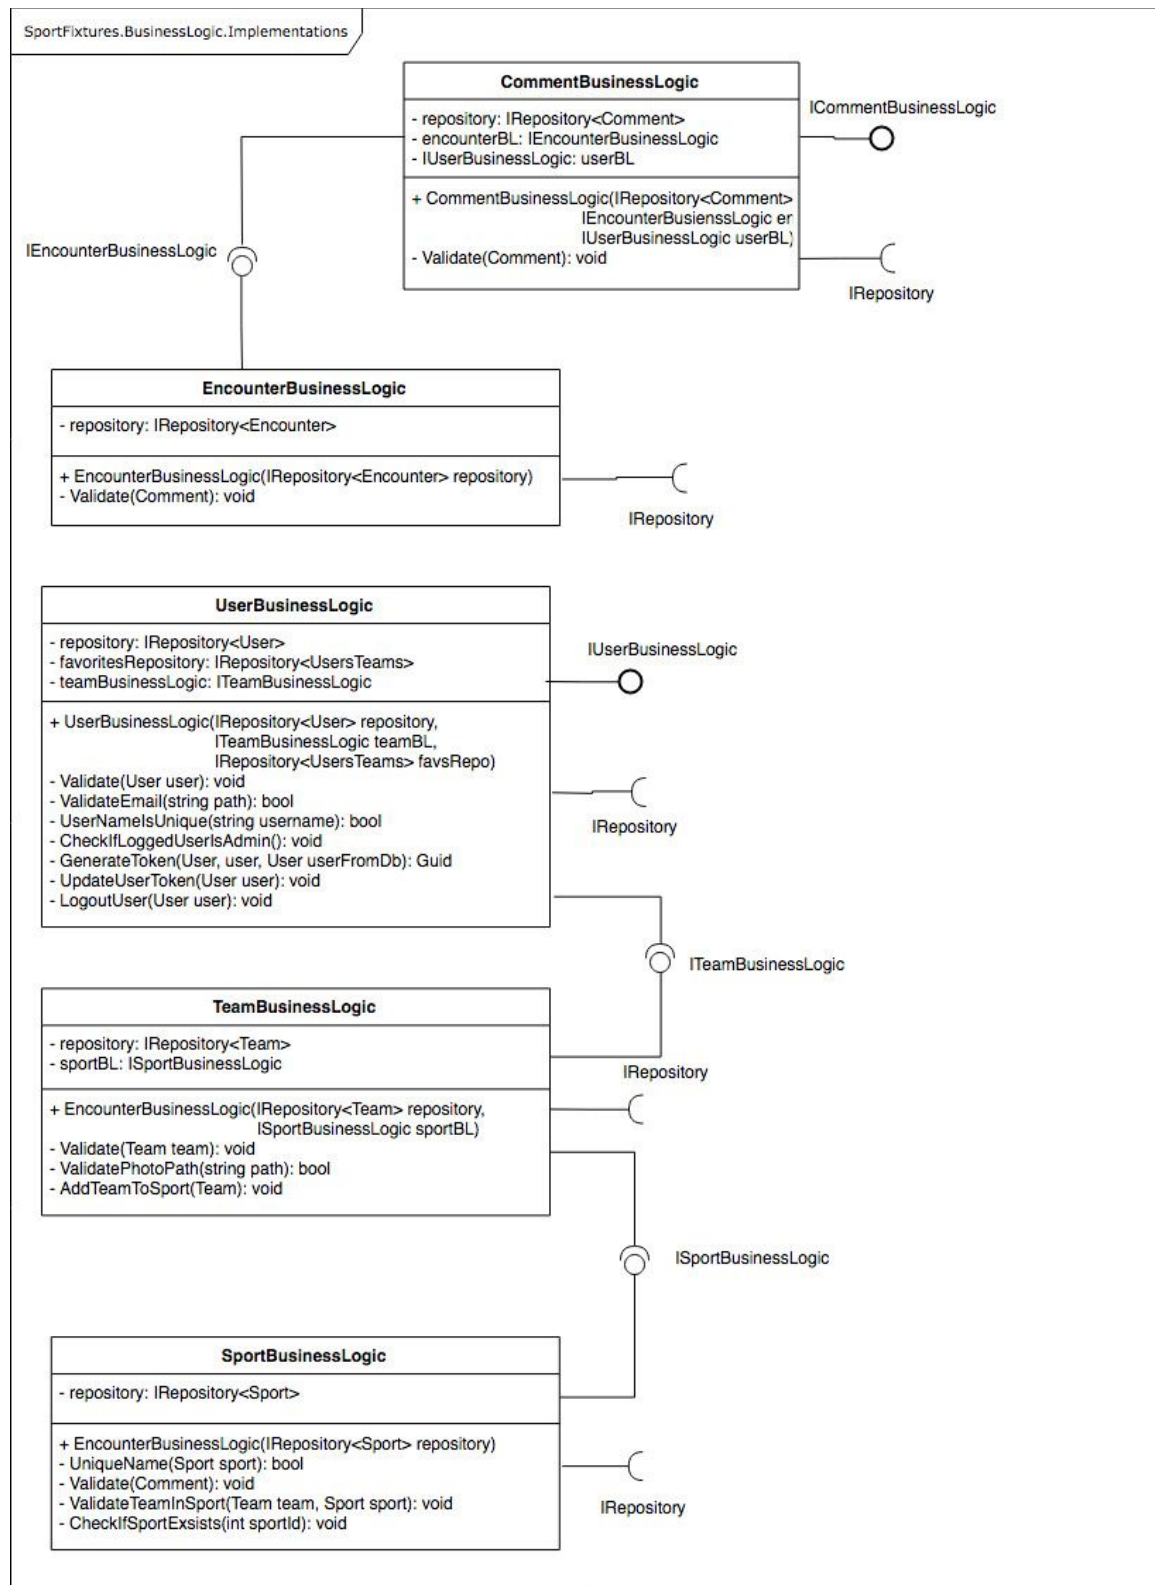 SportFixtures.BusinessLogic.Implementations
CommentBusinessLogic
- repository: IRepository<Comment>
- encounterBL: IEncounterBusinessLogic
- IUserBusinessLogic: userBL
+ CommentBusinessLogic(IRepository<Comment>
IEncounterBusienssLogic er
IUserBusinessLogic userBL)
- Validate(Comment): void
ICommentBusinessLogic
IRepository
IEncounterBusinessLogic
EncounterBusinessLogic
- repository: IRepository<Encounter>
+ EncounterBusinessLogic(IRepository<Encounter> repository)
- Validate(Comment): void
IRepository
UserBusinessLogic
- repository: IRepository<User>
- favoritesRepository: IRepository<UsersTeams>
- teamBusinessLogic: ITeamBusinessLogic
+ UserBusinessLogic(IRepository<User> repository,
ITeamBusinessLogic teamBL,
IRepository<UsersTeams> favsRepo)
- Validate(User user): void
- ValidateEmail(string path): bool
- UserNameIsUnique(string username): bool
- CheckIfLoggedUserIsAdmin(): void
- GenerateToken(User, user, User userFromDb): Guid
- UpdateUserToken(User user): void
- LogoutUser(User user): void
IUserBusinessLogic
IRepository
ITeamBusinessLogic
TeamBusinessLogic
- repository: IRepository<Team>
- sportBL: ISportBusinessLogic
+ EncounterBusinessLogic(IRepository<Team> repository,
ISportBusinessLogic sportBL)
- Validate(Team team): void
- ValidatePhotoPath(string path): bool
- AddTeamToSport(Team): void
IRepository
ISportBusinessLogic
SportBusinessLogic
- repository: IRepository<Sport>
+ EncounterBusinessLogic(IRepository<Sport> repository)
- UniqueName(Sport sport): bool
- Validate(Comment): void
- ValidateTeamInSport(Team team, Sport sport): void
- CheckIfSportExsists(int sportId): void
IRepository